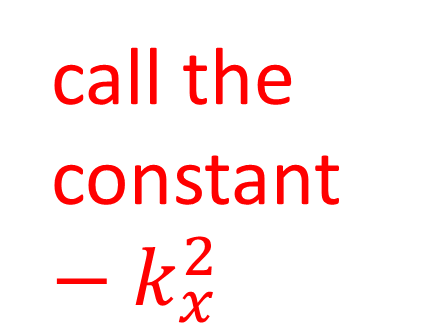 call the
constant
− k_x^2